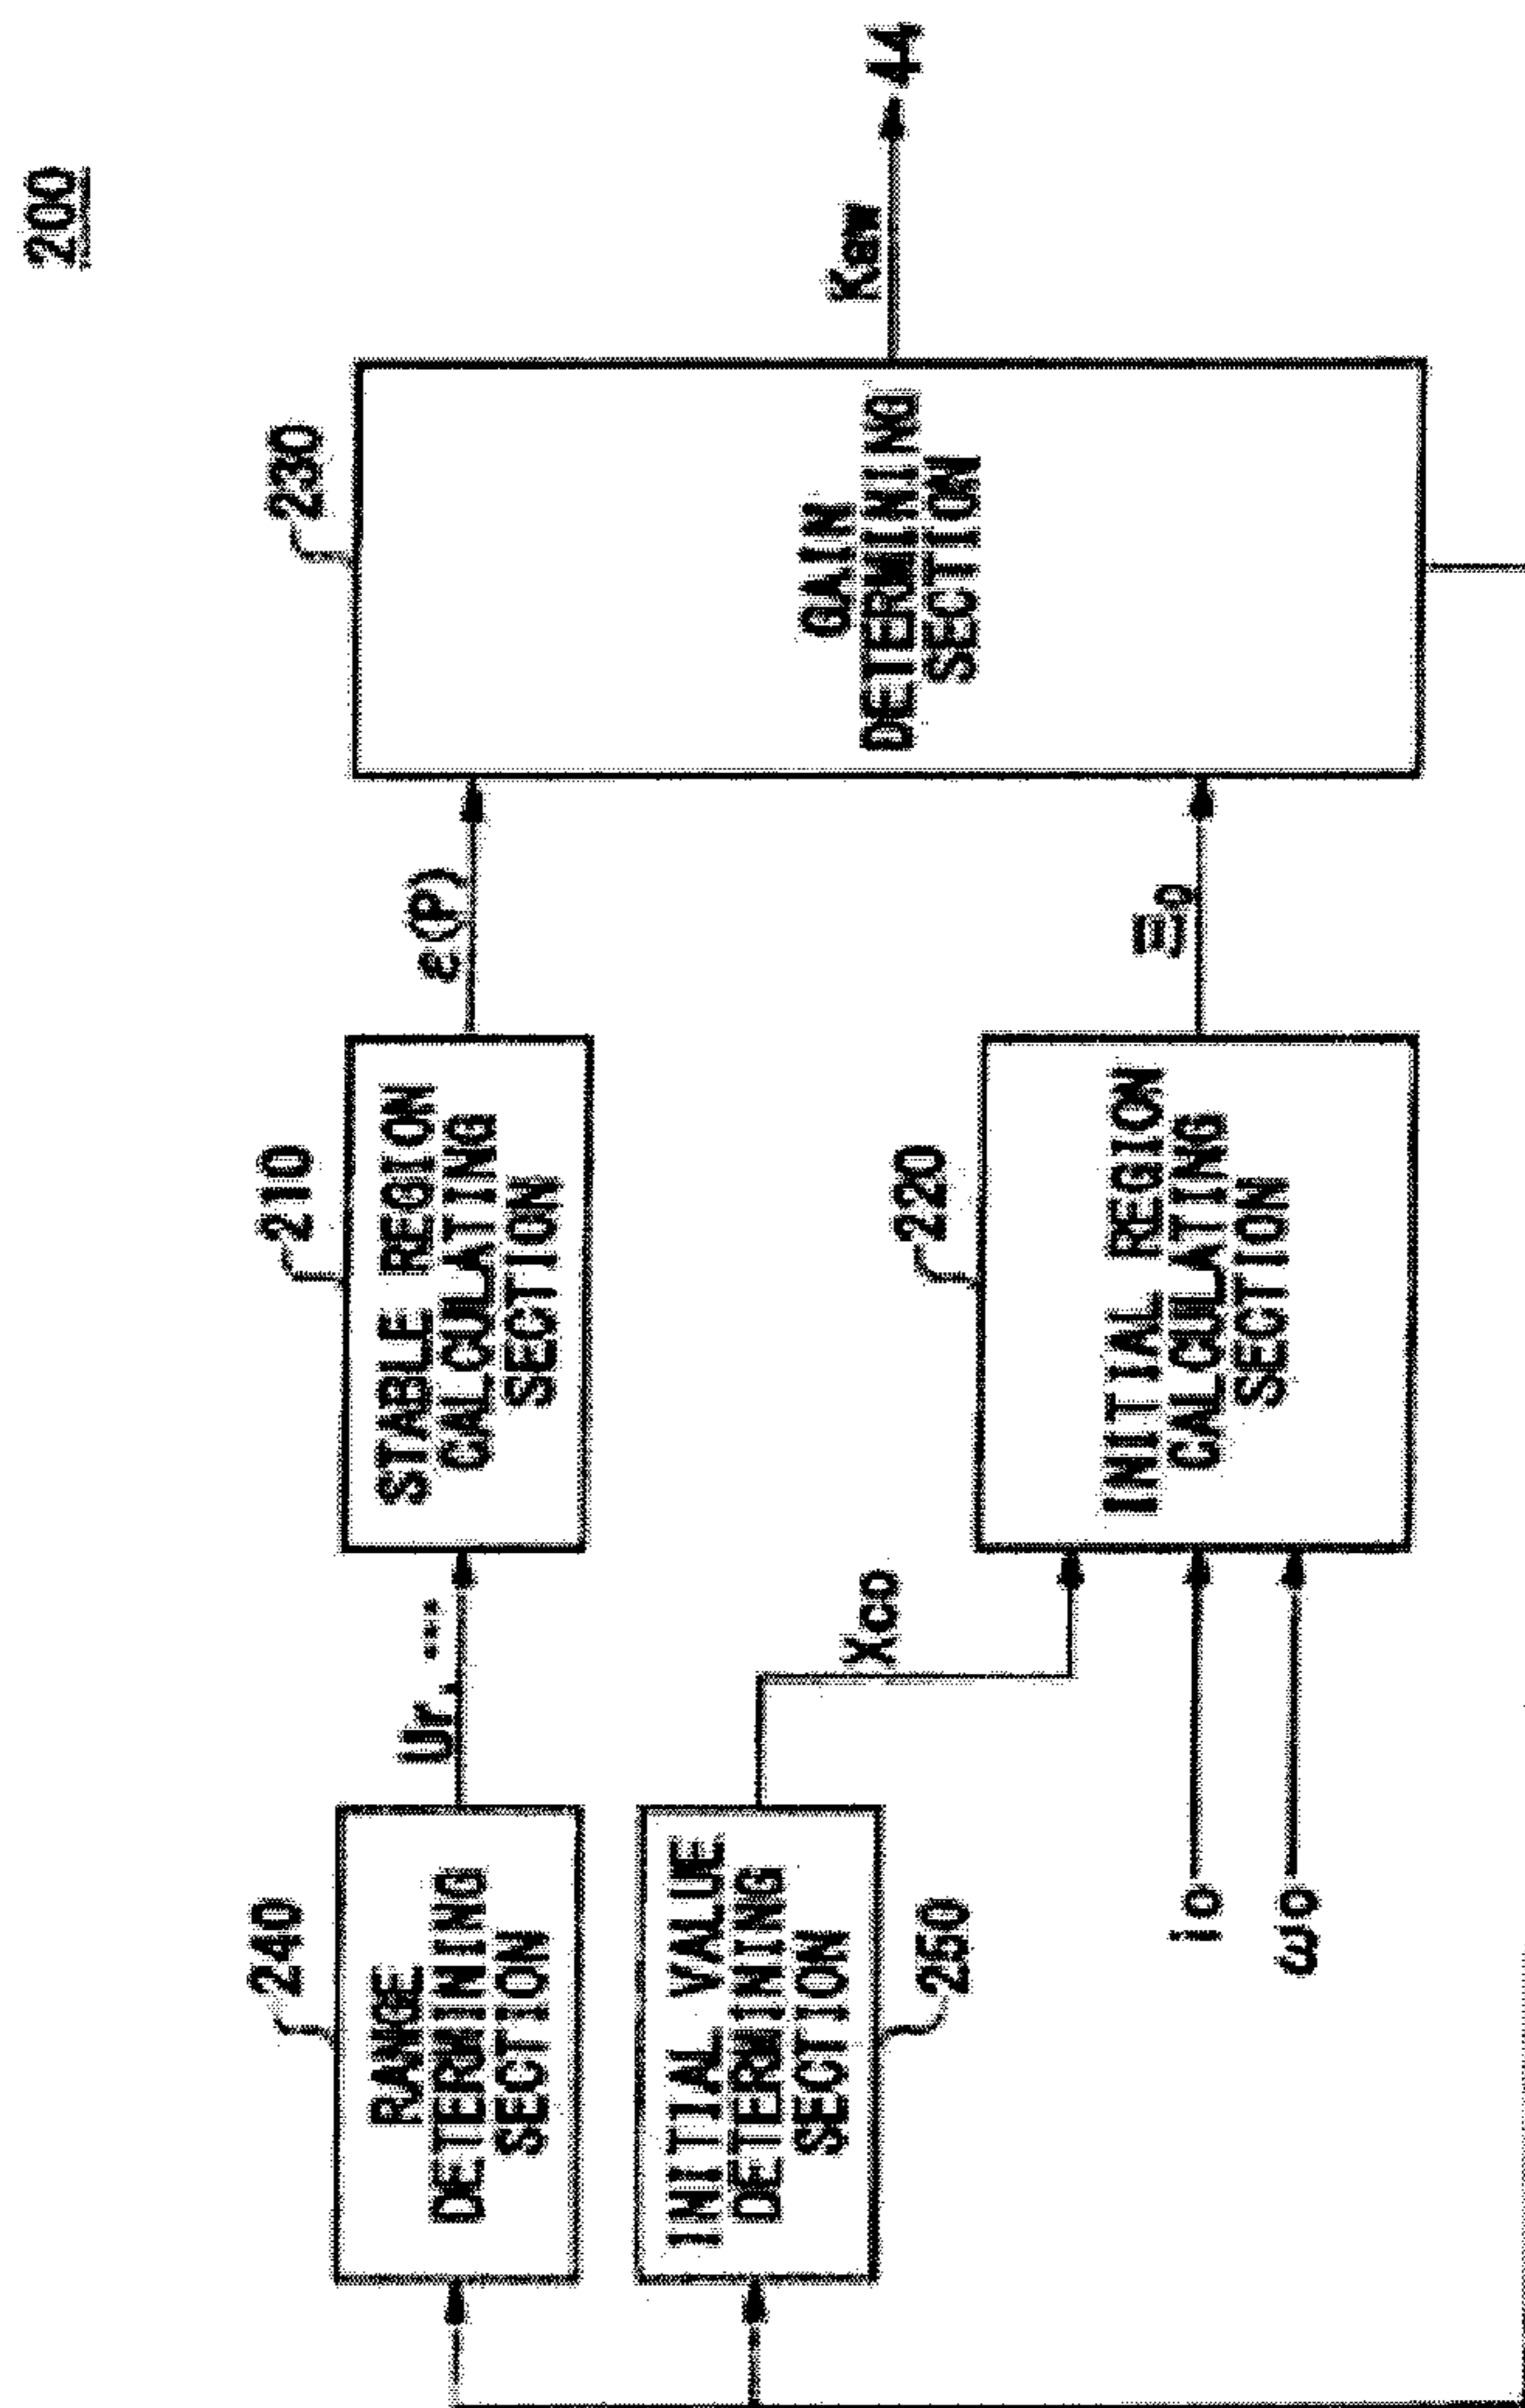 200
240
RANGE
DETERMINING
SECTION
Ur, ---
210
STABLE REGION
CALCULATING
SECTION
ε(P)
230
GAIN
DETERMINING
SECTION
Kaw
44
INITIAL VALUE
DETERMINING
SECTION
250
Xco
220
INITIAL REGION
CALCULATING
SECTION
Ξo
io
ωo